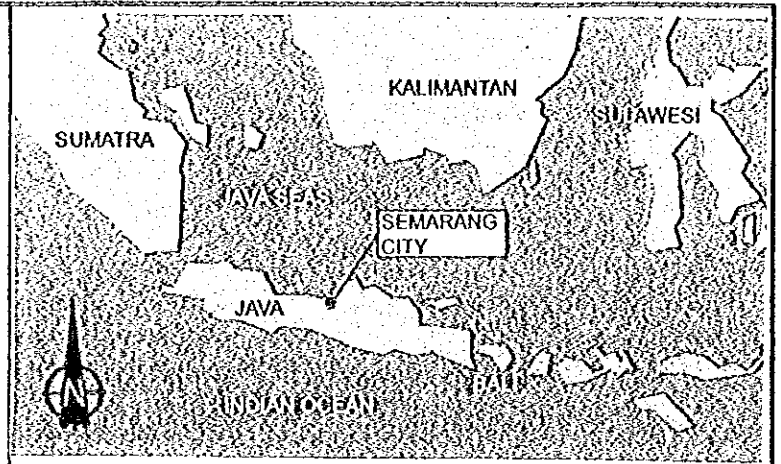 KALIMANTAN
SULAWESI
SUMATRA
JAVA SEAS
SEMARANG
CITY
JAVA
BALI
INDIAN OCEAN
N